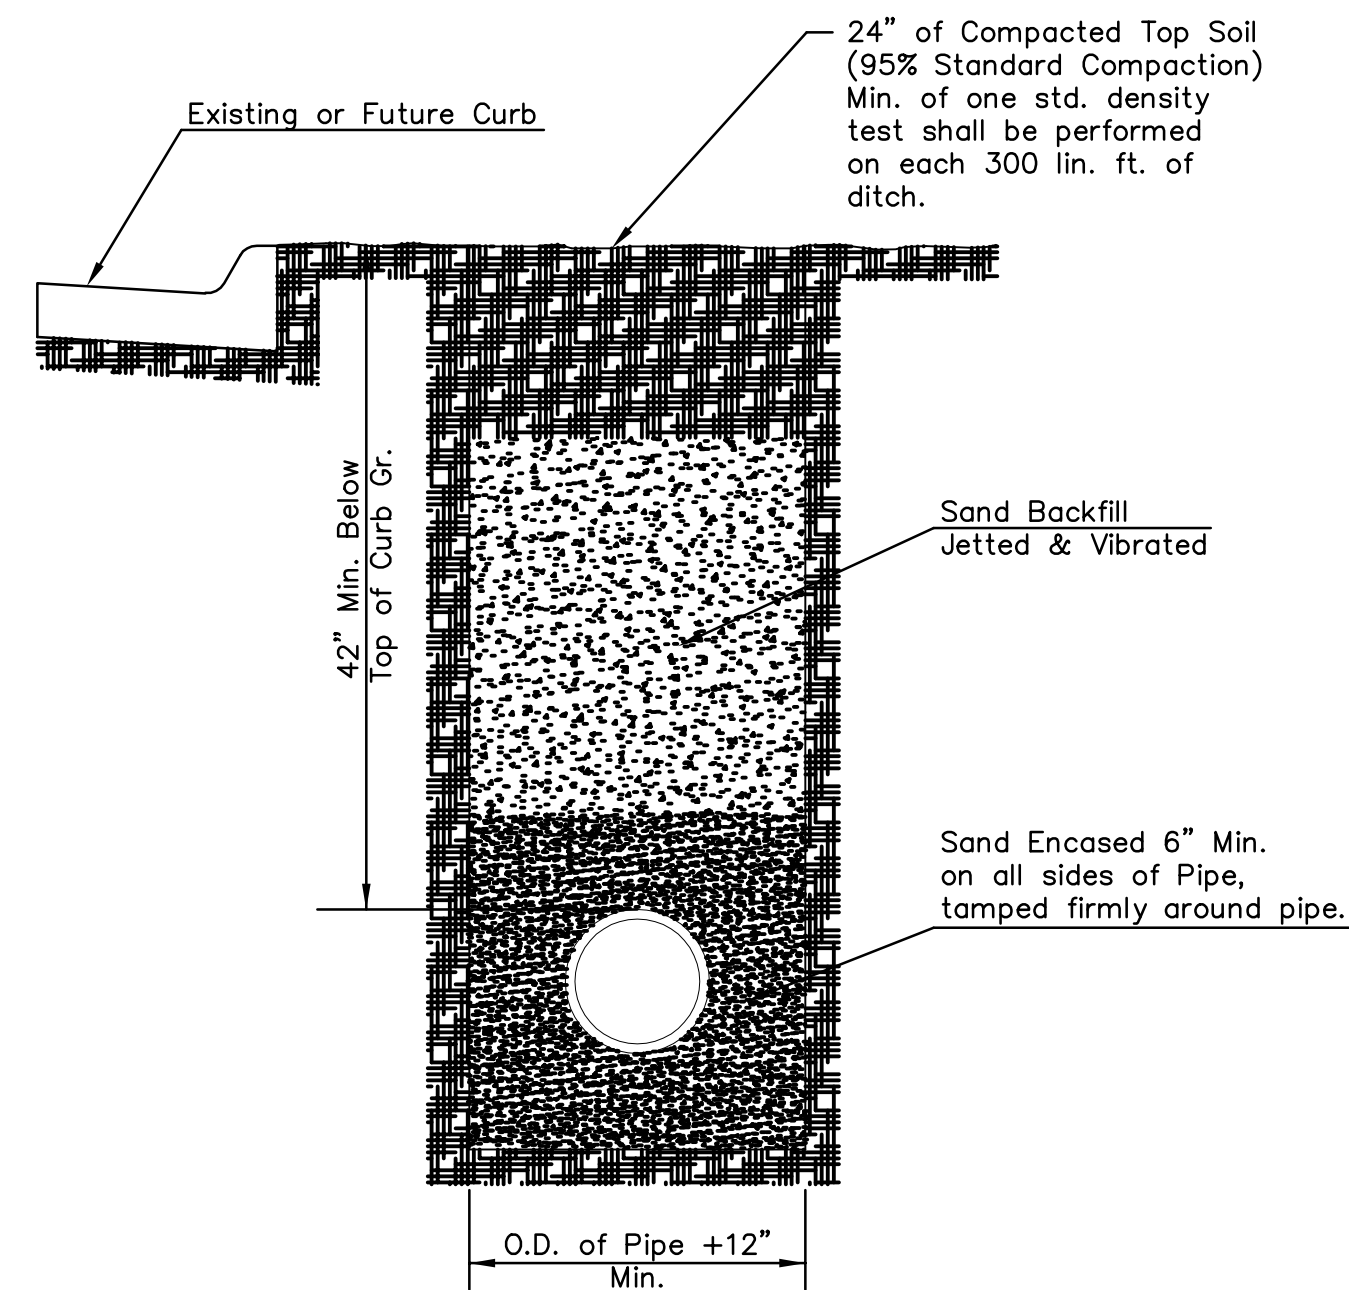 24" of Compacted Top Soil
(95% Standard Compaction)
Min. of one std. density
test shall be performed
on each 300 lin. ft. of
ditch.
Existing or Future Curb
42" Min. Below
Top of Curb Gr.
Sand Backfill
Jetted & Vibrated
Sand Encased 6" Min.
on all sides of Pipe,
tamped firmly around pipe.
O.D. of Pipe +12"
Min.